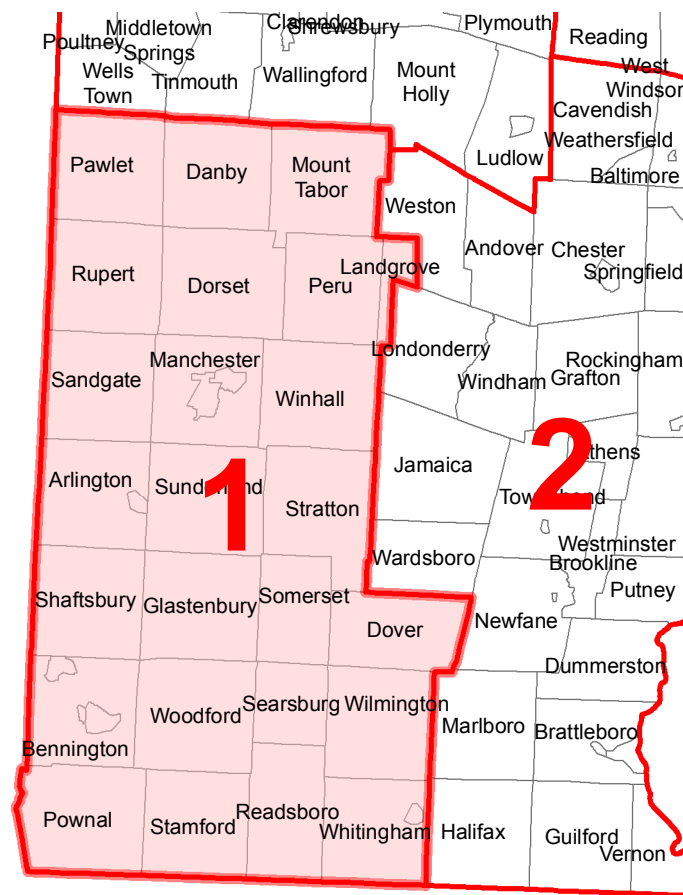 Clarendon
Shrewsbury
Plymouth
Middletown
Springs
Poultney
Reading
Wells
Town
Tinmouth
Wallingford
Mount
Holly
West
Windsor
Cavendish
Weathersfield
Ludlow
Baltimore
Pawlet
Danby
Mount
Tabor
Weston
Andover
Chester
Springfield
Rupert
Dorset
Peru
Landgrove
Londonderry
Windham
Rockingham
Grafton
Sandgate
Manchester
Winhall
Jamaica
Athens
Arlington
Sunderland
1
Stratton
2
Townshend
Wardsboro
Westminster
Brookline
Putney
Shaftsbury
Glastenbury
Somerset
Dover
Newfane
Dummerston
Bennington
Woodford
Searsburg
Wilmington
Marlboro
Brattleboro
Pownal
Stamford
Readsboro
Whitingham
Halifax
Guilford
Vernon